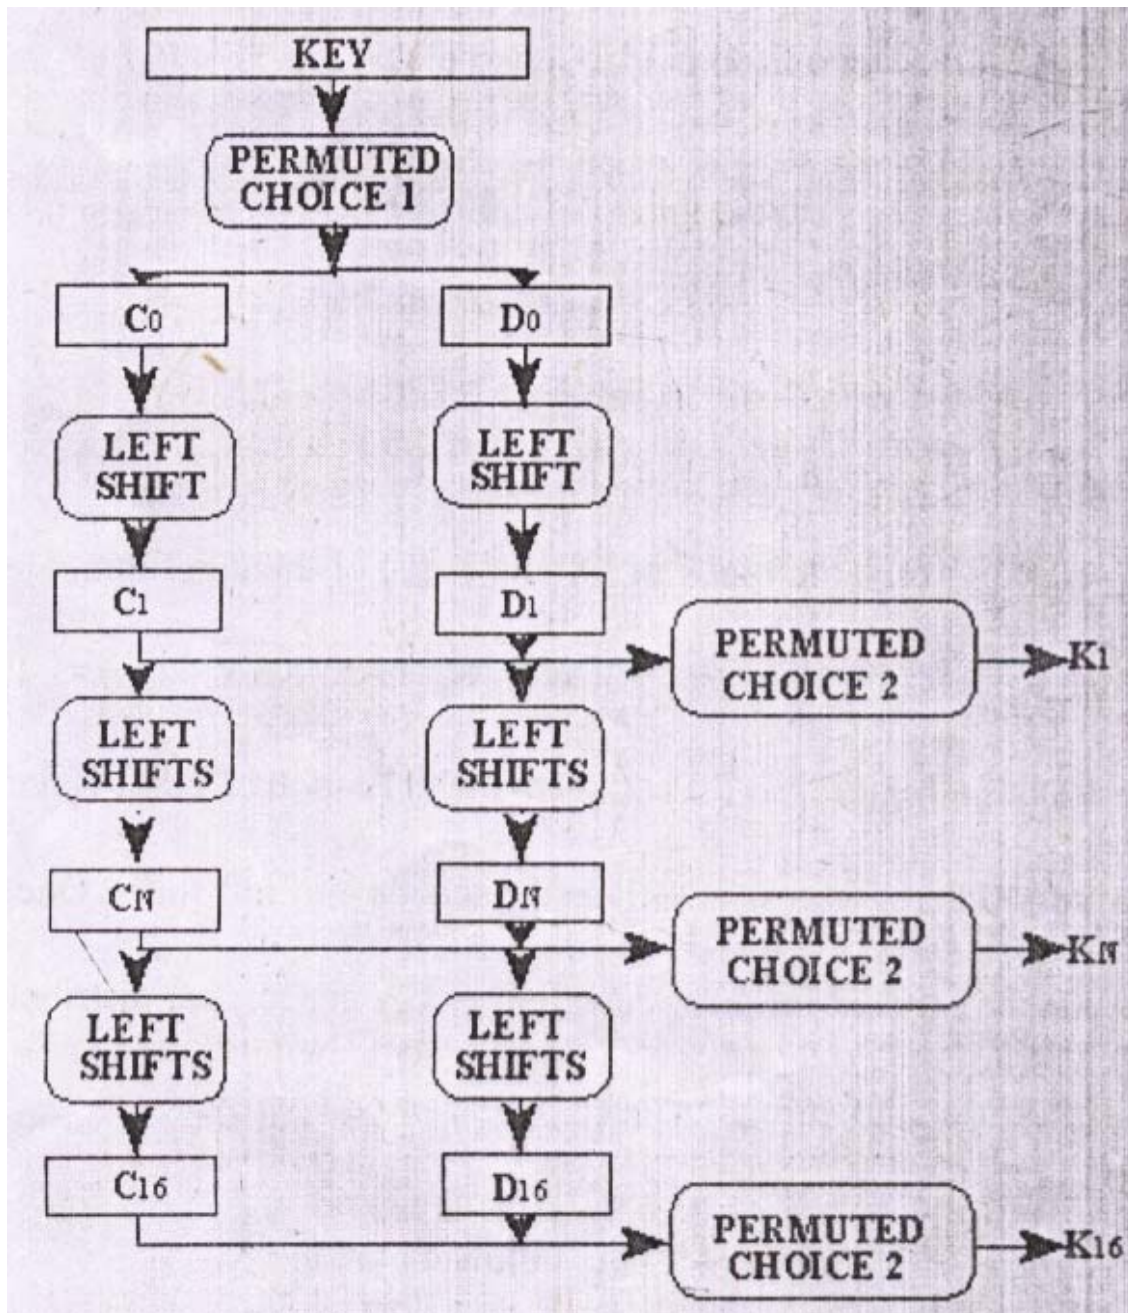 KEY
PERMUTED
CHOICE 1
C0
D0
LEFT
SHIFT
LEFT
SHIFT
C1
D1
PERMUTED
CHOICE 2
K1
LEFT
SHIFTS
LEFT
SHIFTS
CN
DN
PERMUTED
CHOICE 2
KN
LEFT
SHIFTS
LEFT
SHIFTS
C16
D16
PERMUTED
CHOICE 2
K16